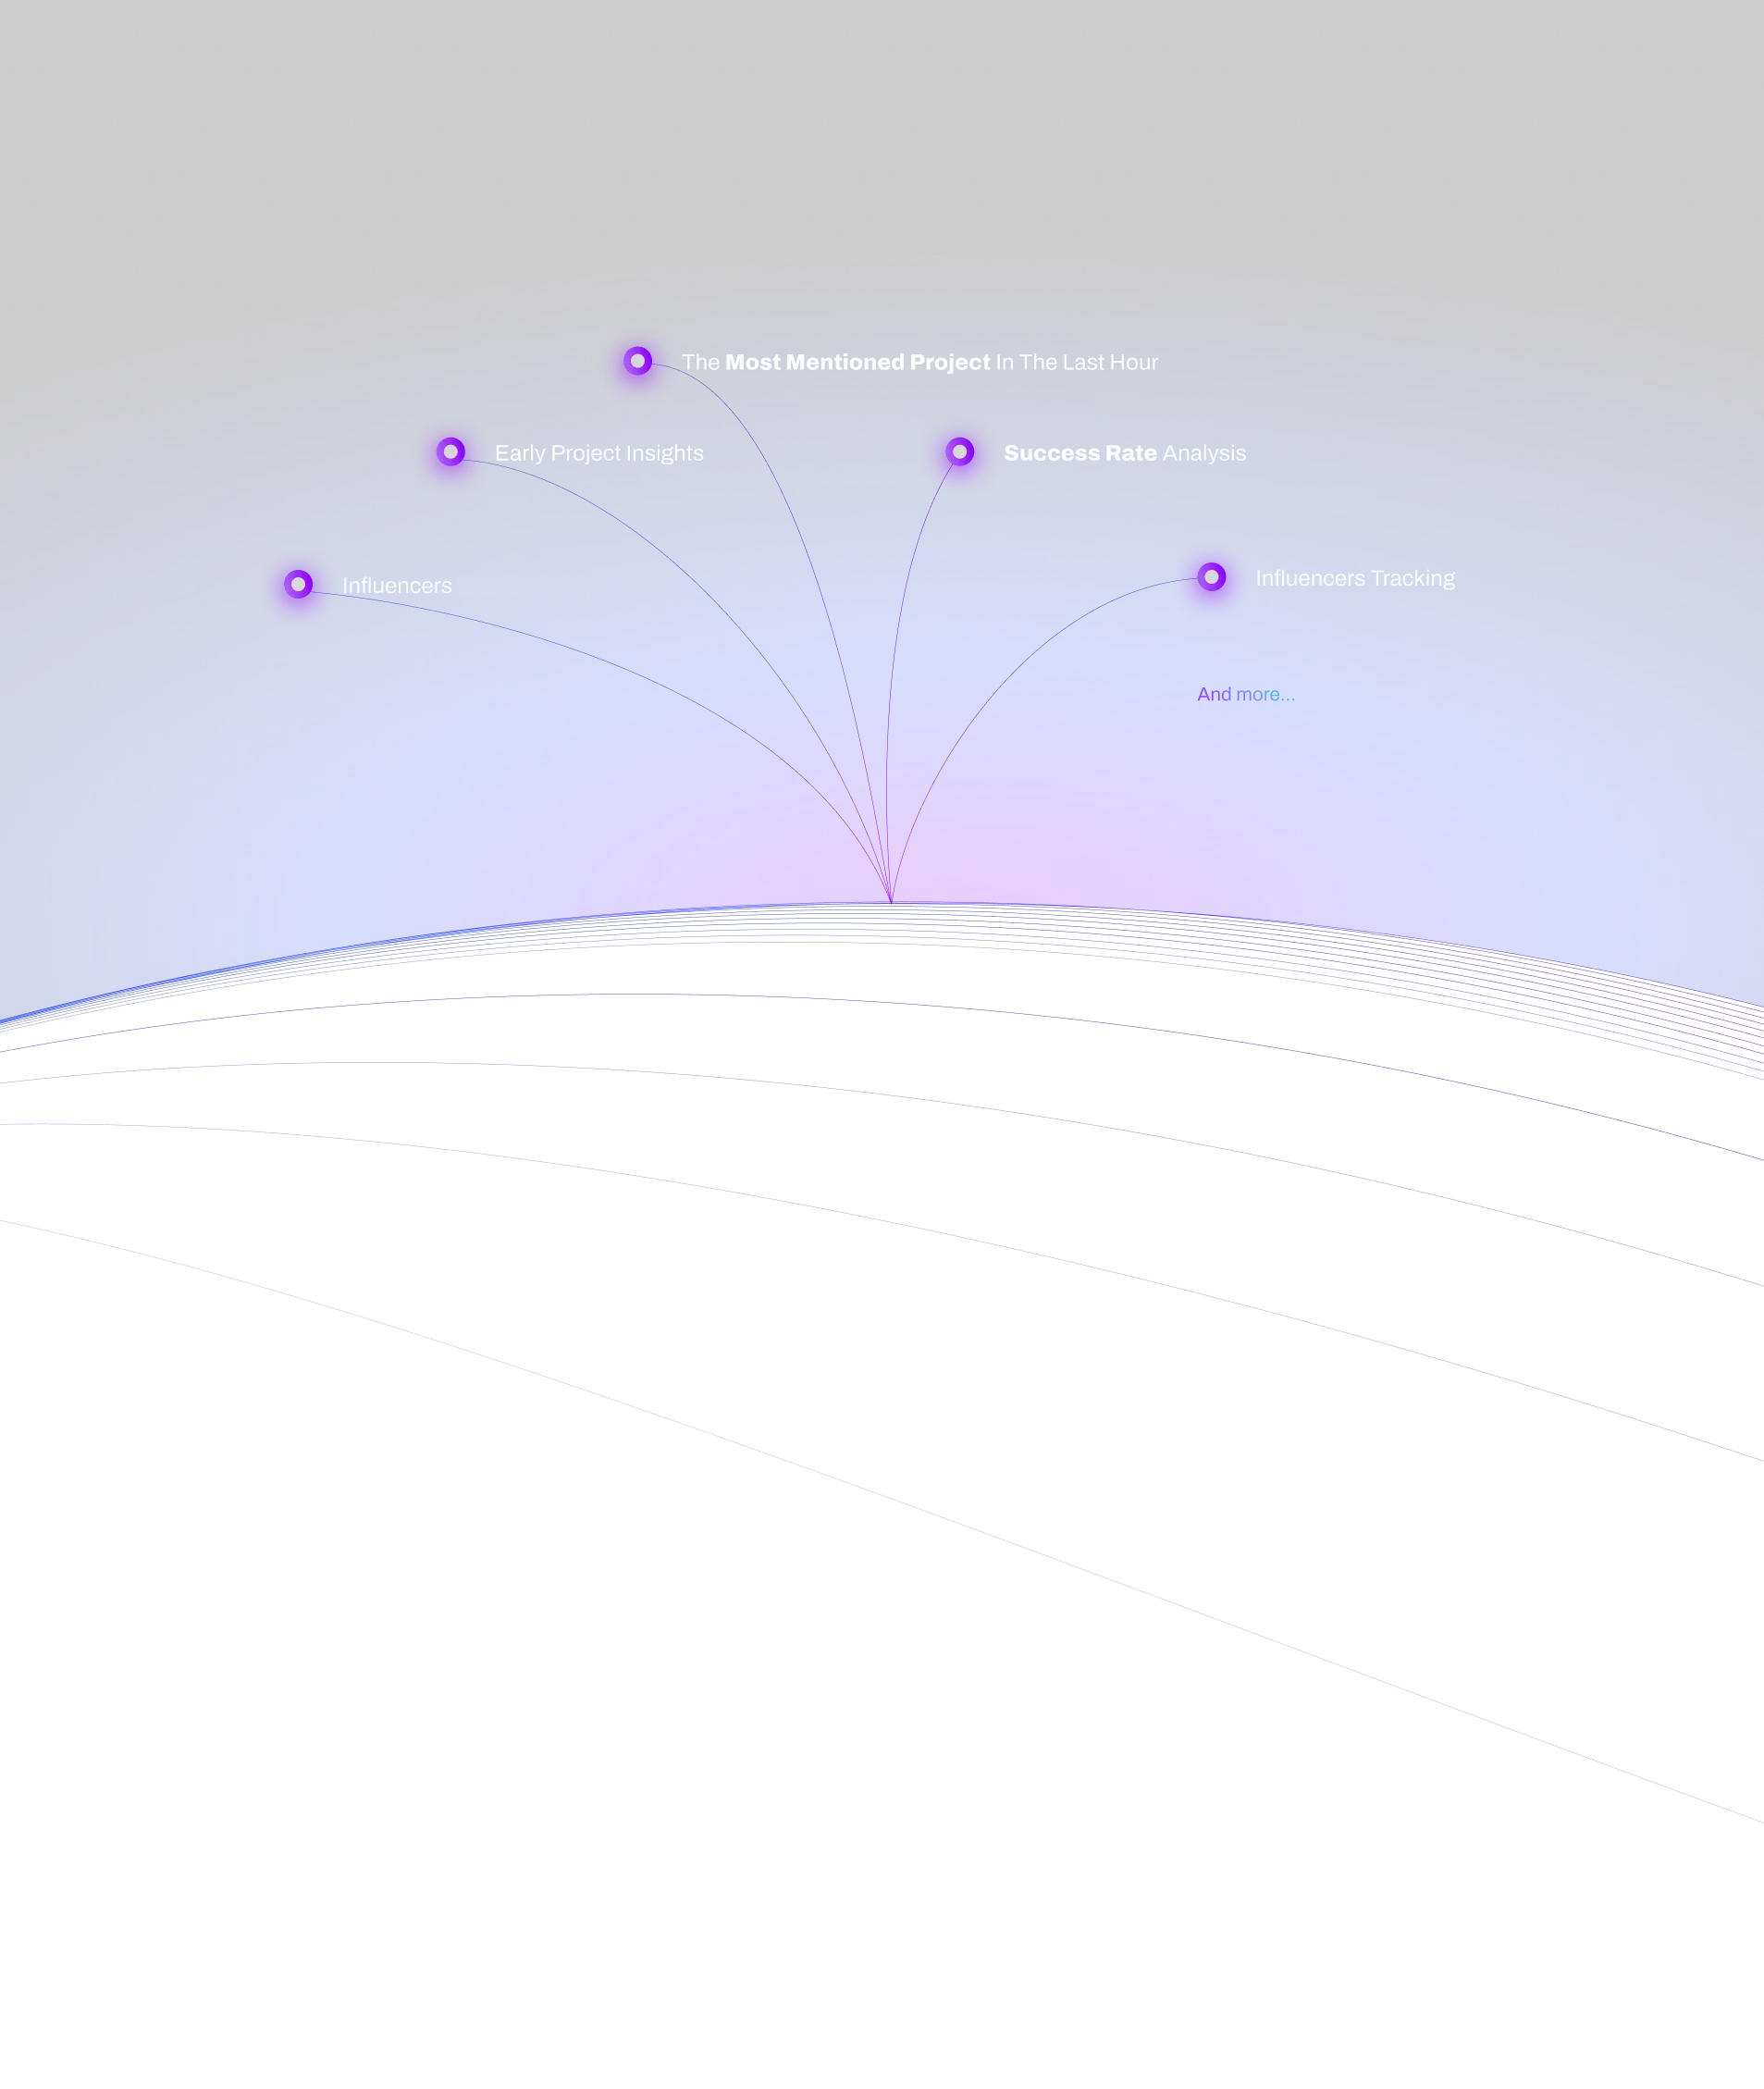 The Most Mentioned Project In The Last Hour
Early Project Insights
Success Rate Analysis
Influencers
Influencers Tracking
And more...